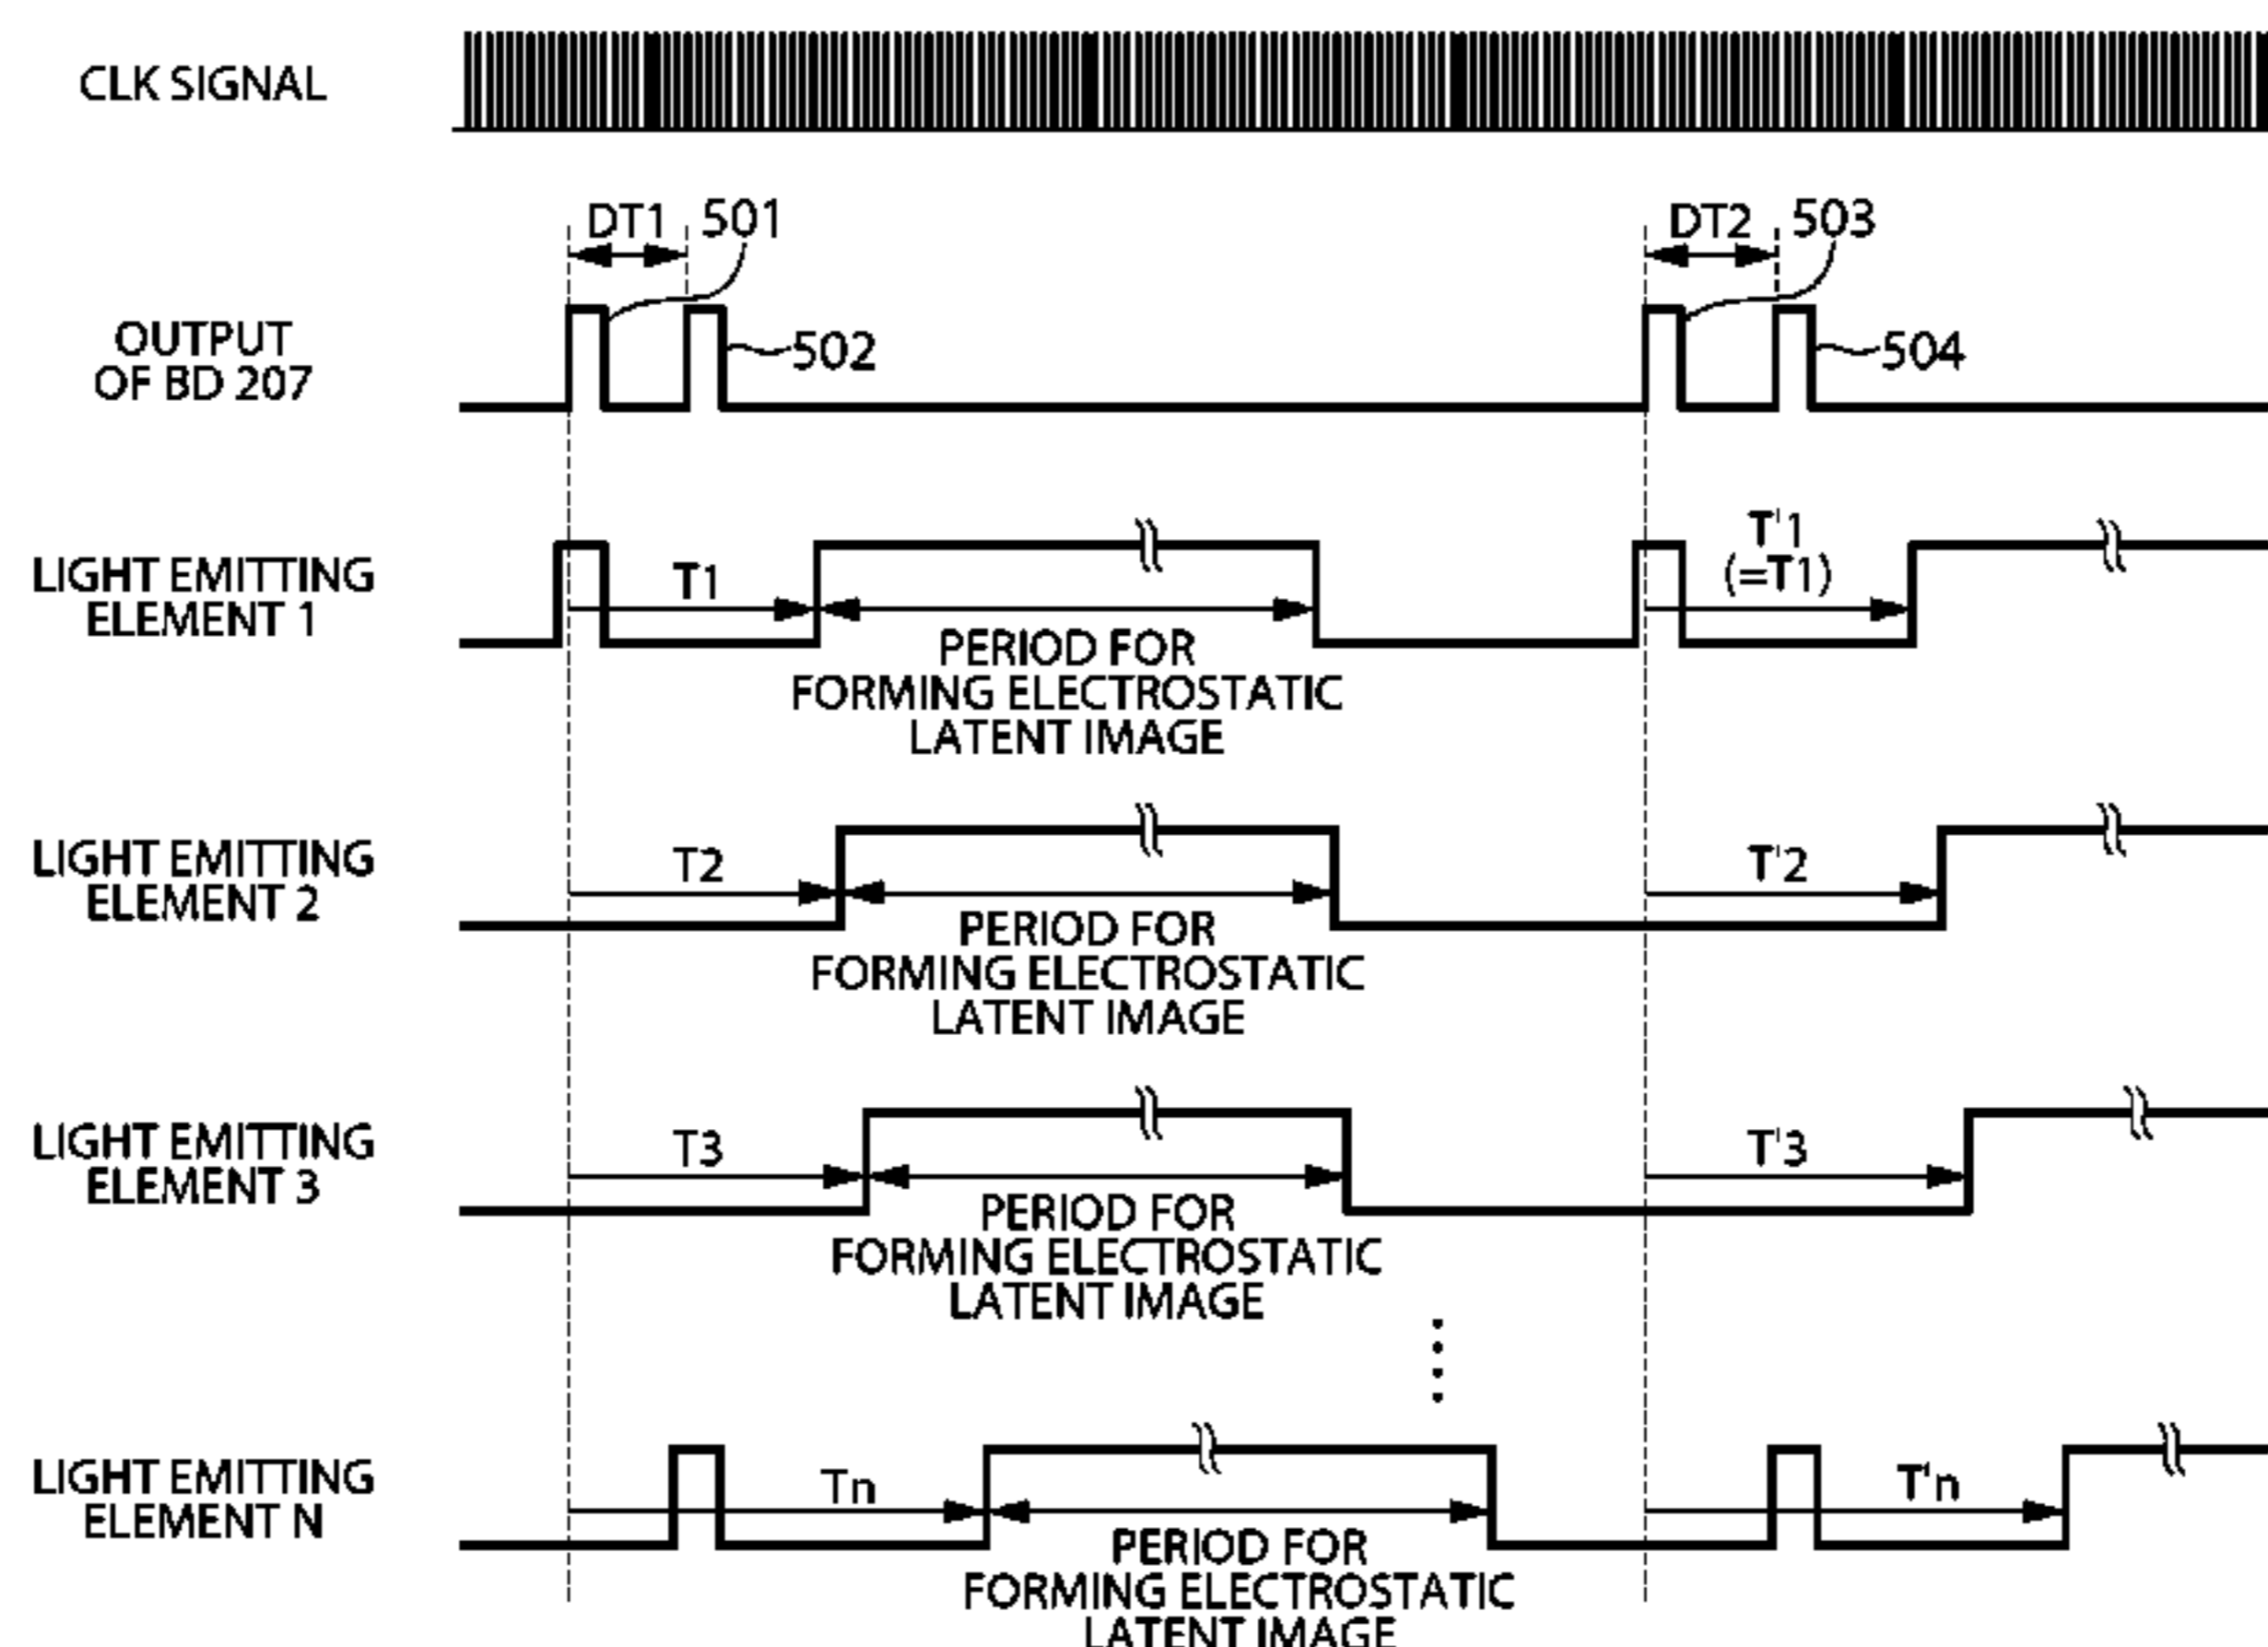 CLK SIGNAL
DT1 501
DT2 503
OUTPUT
OF BD 207
502
504
LIGHT EMITTING
ELEMENT 1
T1
T'1
(=T1)
PERIOD FOR
FORMING ELECTROSTATIC
LATENT IMAGE
LIGHT EMITTING
ELEMENT 2
T2
T'2
PERIOD FOR
FORMING ELECTROSTATIC
LATENT IMAGE
LIGHT EMITTING
ELEMENT 3
T3
T'3
PERIOD FOR
FORMING ELECTROSTATIC
LATENT IMAGE
LIGHT EMITTING
ELEMENT N
Tn
T'n
PERIOD FOR
FORMING ELECTROSTATIC
LATENT IMAGE